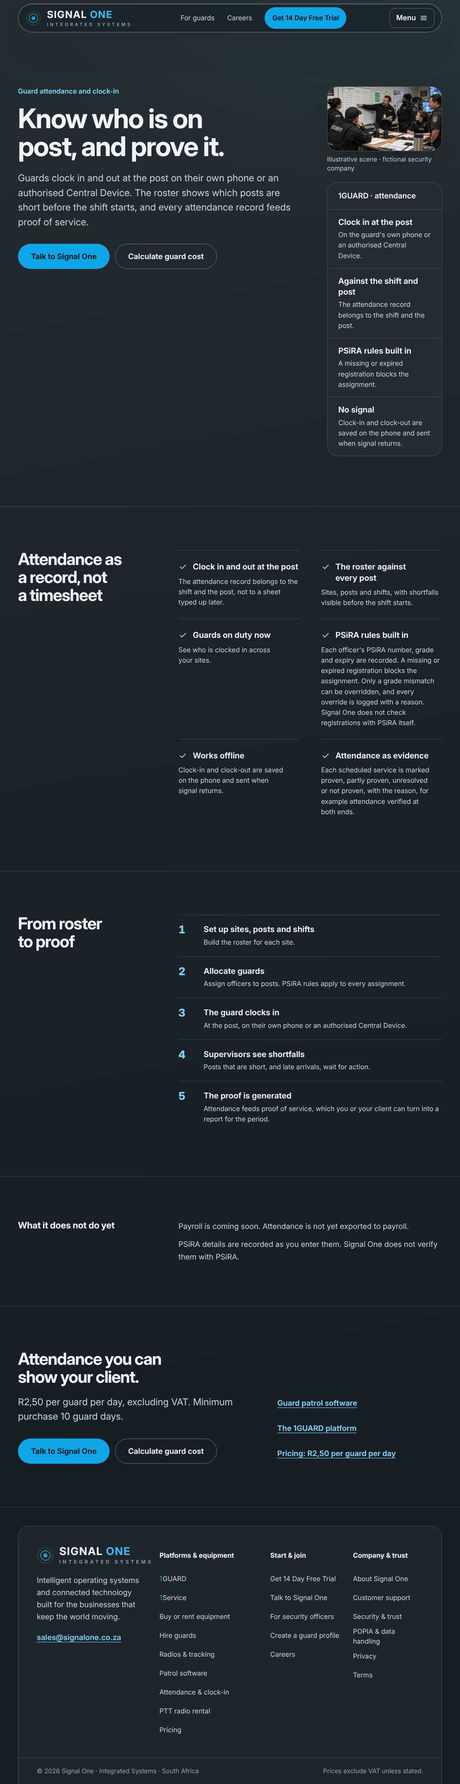 SIGNAL ONE
INTEGRATED SYSTEMS
For guards
Careers
Get 14 Day Free Trial
Menu
Guard attendance and clock-in
Know who is on
post, and prove it.
Guards clock in and out at the post on their own phone or an
authorised Central Device. The roster shows which posts are
short before the shift starts, and every attendance record feeds
proof of service.
Talk to Signal One
Calculate guard cost
Illustrative scene · fictional security
company
1GUARD · attendance
Clock in at the post
On the guard's own phone or
an authorised Central
Device.
Against the shift and
post
The attendance record
belongs to the shift and the
post.
PSiRA rules built in
A missing or expired
registration blocks the
assignment.
No signal
Clock-in and clock-out are
saved on the phone and sent
when signal returns.
Attendance as
a record, not
a timesheet
Clock in and out at the post
The attendance record belongs to the
shift and the post, not to a sheet
typed up later.
The roster against
every post
Sites, posts and shifts, with shortfalls
visible before the shift starts.
Guards on duty now
See who is clocked in across
your sites.
PSiRA rules built in
Each officer's PSiRA number, grade
and expiry are recorded. A missing or
expired registration blocks the
assignment. Only a grade mismatch
can be overridden, and every
override is logged with a reason.
Signal One does not check
registrations with PSiRA itself.
Works offline
Clock-in and clock-out are saved
on the phone and sent when
signal returns.
Attendance as evidence
Each scheduled service is marked
proven, partly proven, unresolved
or not proven, with the reason, for
example attendance verified at
both ends.
From roster
to proof
1
Set up sites, posts and shifts
Build the roster for each site.
2
Allocate guards
Assign officers to posts. PSiRA rules apply to every assignment.
3
The guard clocks in
At the post, on their own phone or an authorised Central Device.
4
Supervisors see shortfalls
Posts that are short, and late arrivals, wait for action.
5
The proof is generated
Attendance feeds proof of service, which you or your client can turn into a
report for the period.
What it does not do yet
Payroll is coming soon. Attendance is not yet exported to payroll.
PSiRA details are recorded as you enter them. Signal One does not verify
them with PSiRA.
Attendance you can
show your client.
R2,50 per guard per day, excluding VAT. Minimum
purchase 10 guard days.
Talk to Signal One
Calculate guard cost
Guard patrol software
The 1GUARD platform
Pricing: R2,50 per guard per day
SIGNAL ONE
INTEGRATED SYSTEMS
Intelligent operating systems
and connected technology
built for the businesses that
keep the world moving.
sales@signalone.co.za
Platforms & equipment
1GUARD
1Service
Buy or rent equipment
Hire guards
Radios & tracking
Patrol software
Attendance & clock-in
PTT radio rental
Pricing
Start & join
Get 14 Day Free Trial
Talk to Signal One
For security officers
Create a guard profile
Careers
Company & trust
About Signal One
Customer support
Security & trust
POPIA & data
handling
Privacy
Terms
© 2026 Signal One · Integrated Systems · South Africa
Prices exclude VAT unless stated.